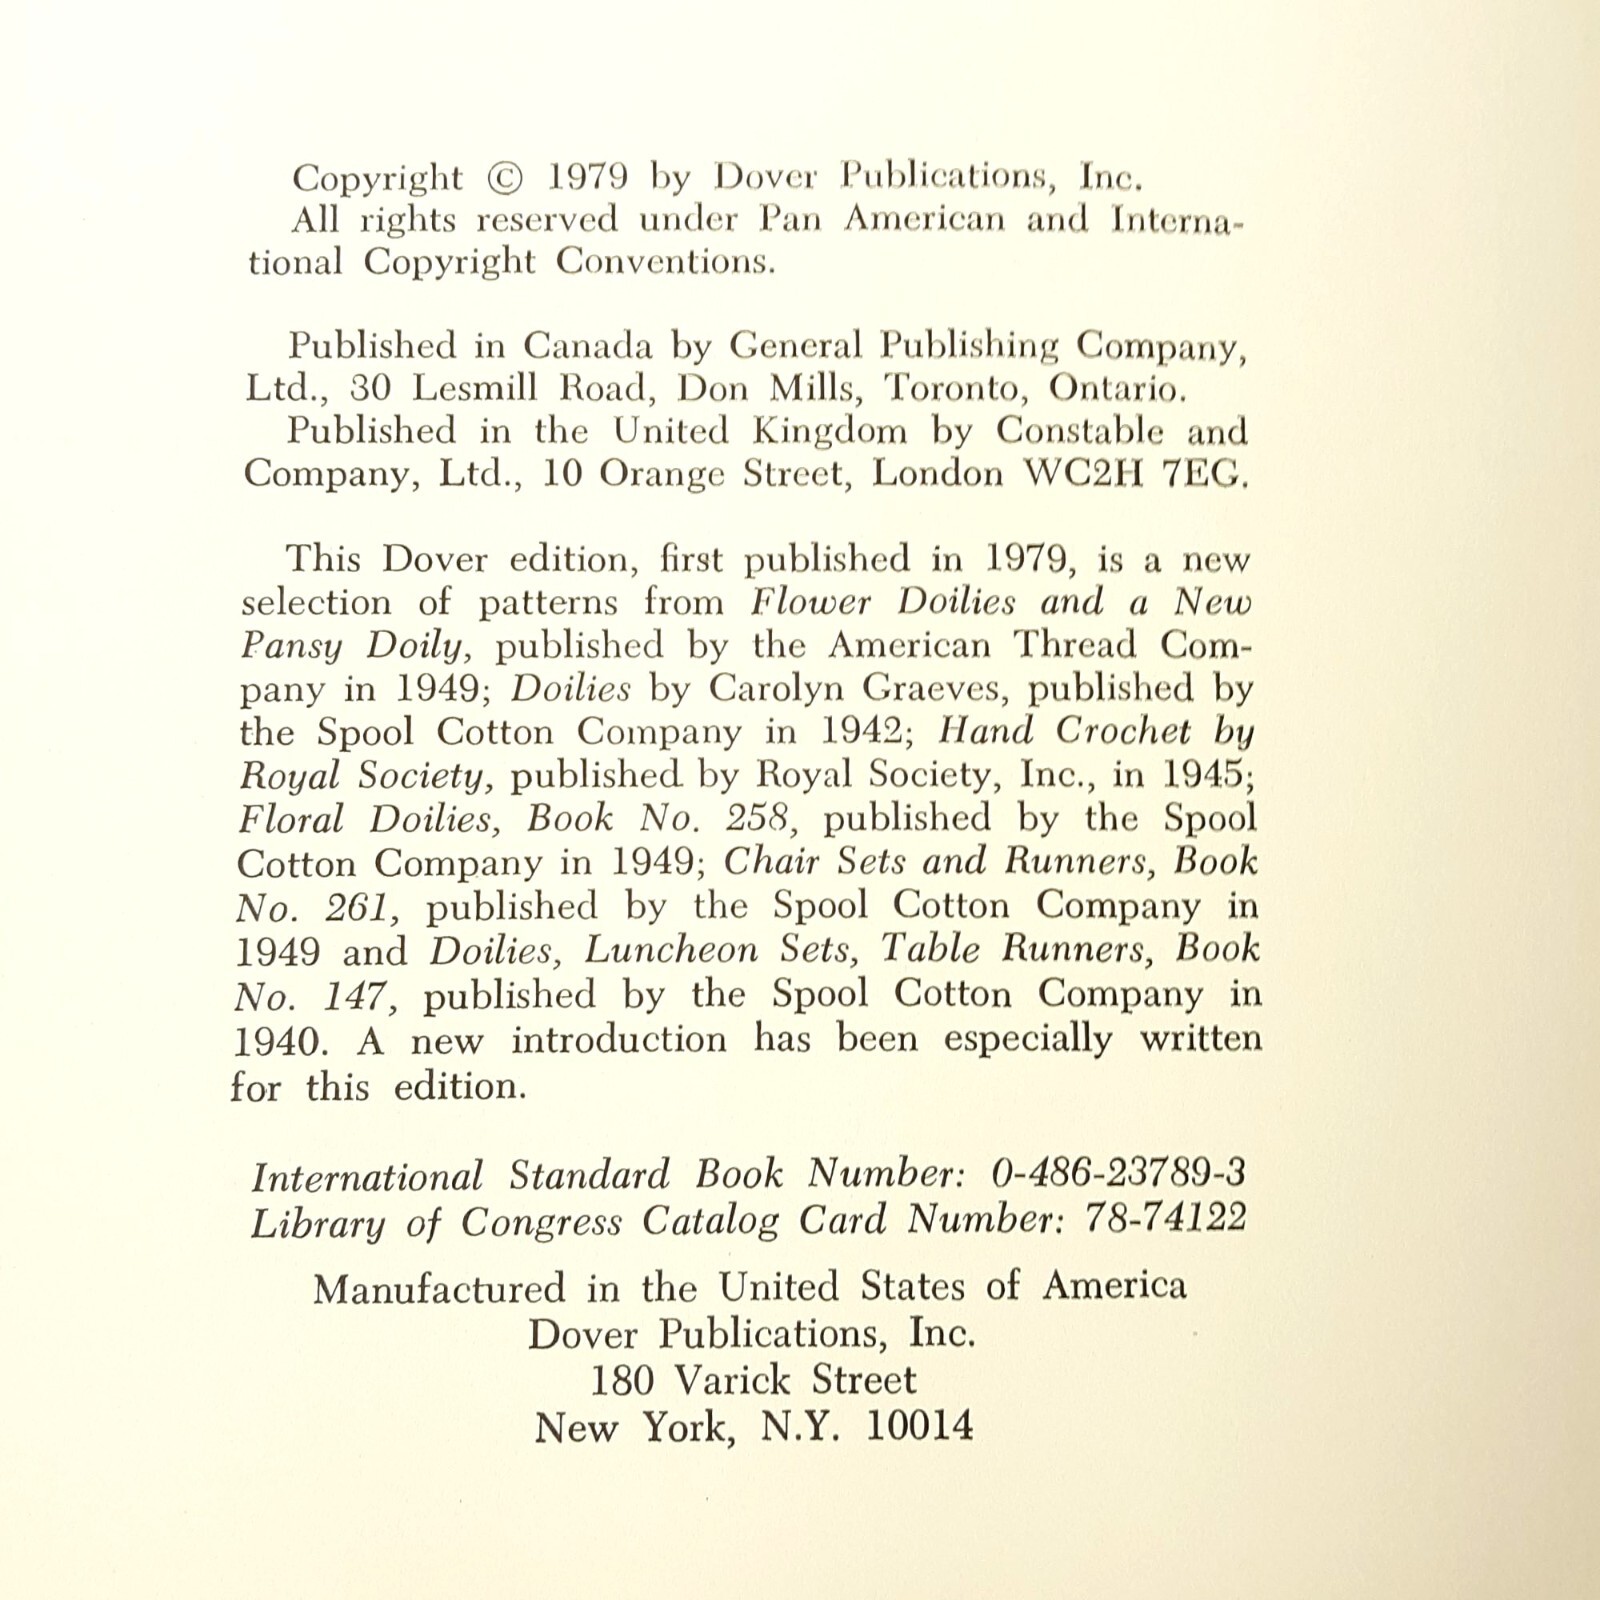 Copyright © 1979 by Dover Publications, Inc.
All rights reserved under Pan American and Interna-
tional Copyright Conventions.
Published in Canada by General Publishing Company,
Ltd., 30 Lesmill Road, Don Mills, Toronto, Ontario.
Published in the United Kingdom by Constable and
Company, Ltd., 10 Orange Street, London WC2H 7EG.
This Dover edition, first published in 1979, is a new
selection of patterns from Flower Doilies and a New
Pansy Doily, published by the American Thread Com-
pany in 1949; Doilies by Carolyn Graeves, published by
the Spool Cotton Company in 1942; Hand Crochet by
Royal Society, published by Royal Society, Inc., in 1945;
Floral Doilies, Book No. 258, published by the Spool
Cotton Company in 1949; Chair Sets and Runners, Book
No. 261, published by the Spool Cotton Company in
1949 and Doilies, Luncheon Sets, Table Runners, Book
No. 147, published by the Spool Cotton Company in
1940. A new introduction has been especially written
for this edition.
International Standard Book Number: 0-486-23789-3
Library of Congress Catalog Card Number: 78-74122
Manufactured in the United States of America
Dover Publications, Inc.
180 Varick Street
New York, N.Y. 10014